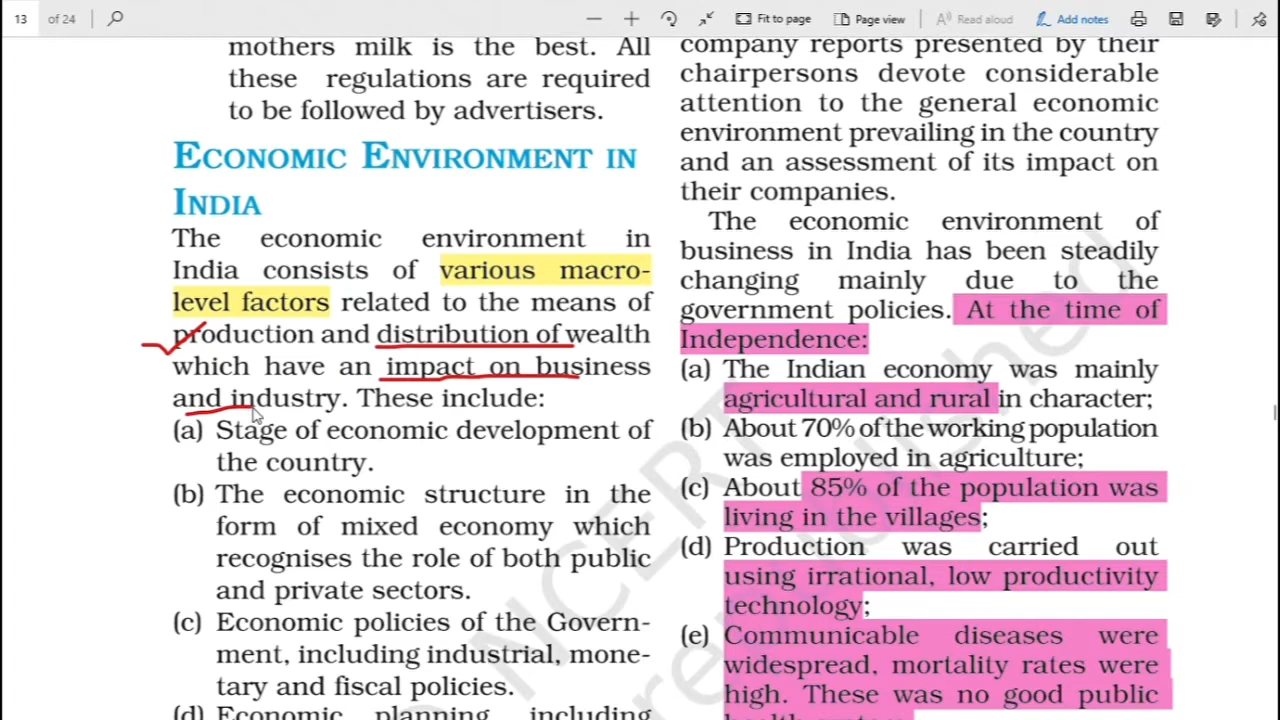 13 of 24
Fit to page
Page view
Read aloud
Add notes
mothers milk is the best. All
these regulations are required
to be followed by advertisers.
ECONOMIC ENVIRONMENT IN
INDIA
The economic environment in
India consists of various macro-
level factors related to the means of
production and distribution of wealth
which have an impact on business
and industry. These include:
(a) Stage of economic development of
the country.
(b) The economic structure in the
form of mixed economy which
recognises the role of both public
and private sectors.
(c) Economic policies of the Govern-
ment, including industrial, mone-
tary and fiscal policies.
(d) Economic planning, including
company reports presented by their
chairpersons devote considerable
attention to the general economic
environment prevailing in the country
and an assessment of its impact on
their companies.
The economic environment of
business in India has been steadily
changing mainly due to the
government policies. At the time of
Independence:
(a) The Indian economy was mainly
agricultural and rural in character;
(b) About 70% of the working population
was employed in agriculture;
(c) About 85% of the population was
living in the villages;
(d) Production was carried out
using irrational, low productivity
technology;
(e) Communicable diseases were
widespread, mortality rates were
high. These was no good public
health system.
NCERT